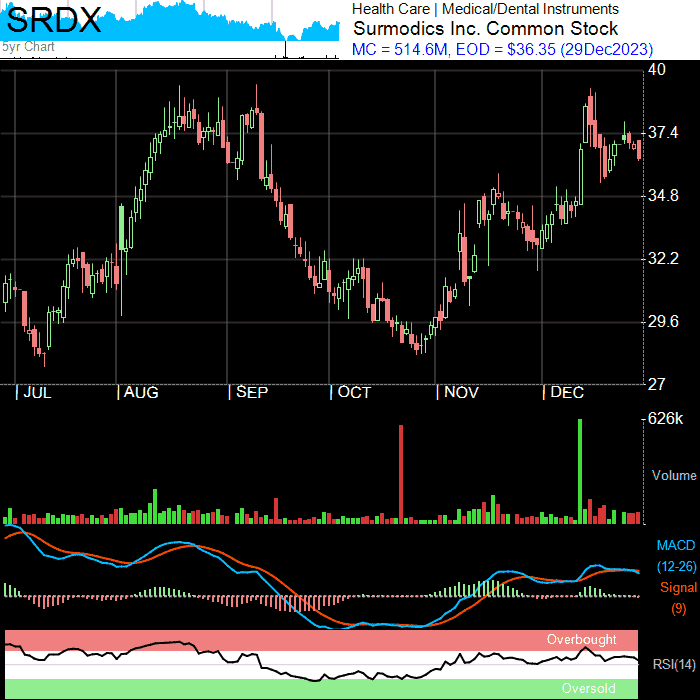 SRDX
Health Care | Medical/Dental Instruments
Surmodics Inc. Common Stock
5yr Chart
MC = 514.6M, EOD = $36.35 (29Dec2023)
40
37.4
34.8
32.2
29.6
27
JUL AUG SEP OCT NOV DEC
626k
Volume
MACD
(12-26)
Signal
(9)
Overbought
RSI(14)
Oversold